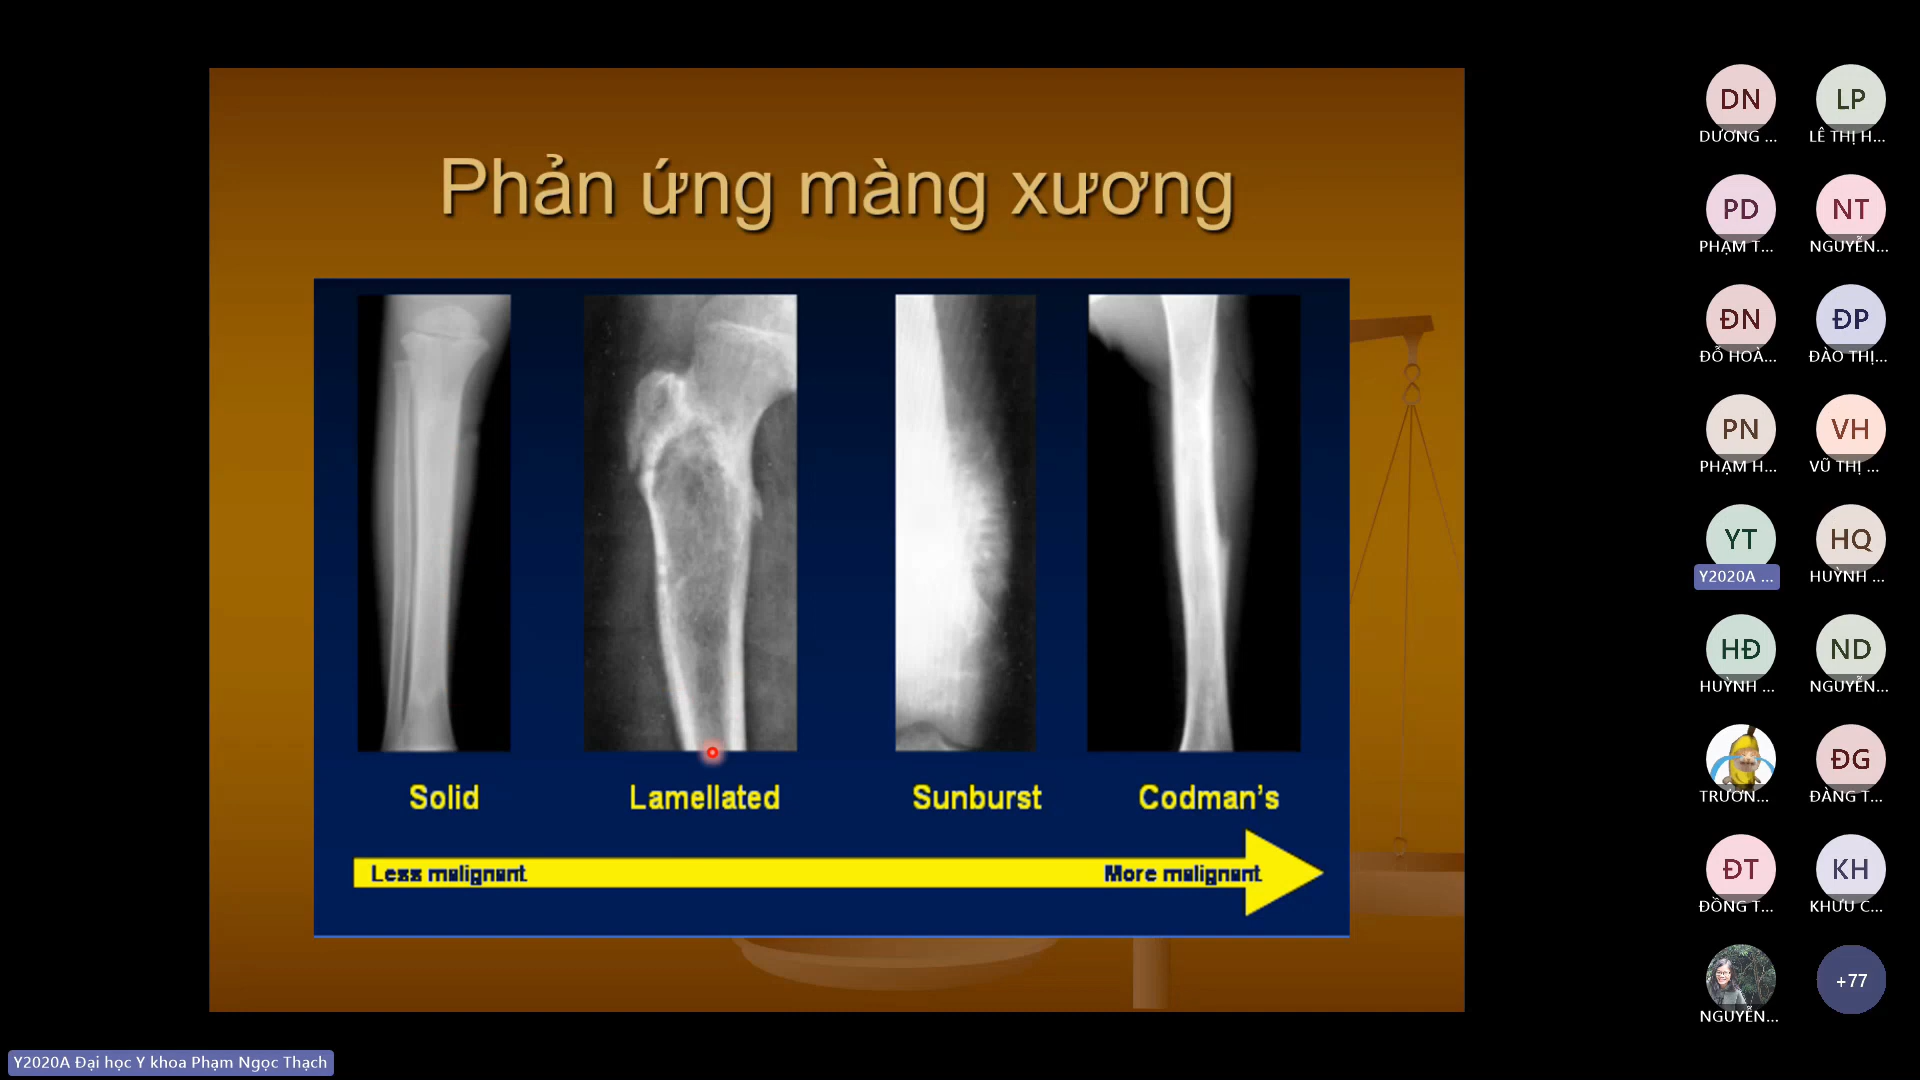 Phản ứng màng xương
Solid
Lamellated
Sunburst
Codman's
Less malignant
More malignant
DN
DƯƠNG ...
LP
LÊ THỊ H...
PD
PHẠM T...
NT
NGUYỄN...
ĐN
ĐỖ HOÀ...
ĐP
ĐÀO THỊ...
PN
PHẠM H...
VH
VŨ THỊ ...
YT
Y2020A ...
HQ
HUỲNH ...
HĐ
HUỲNH ...
ND
NGUYỄN...
TRƯƠN...
ĐG
ĐÀNG T...
ĐT
ĐỒNG T...
KH
KHƯU C...
NGUYỄN...
+77
Y2020A Đại học Y khoa Phạm Ngọc Thạch